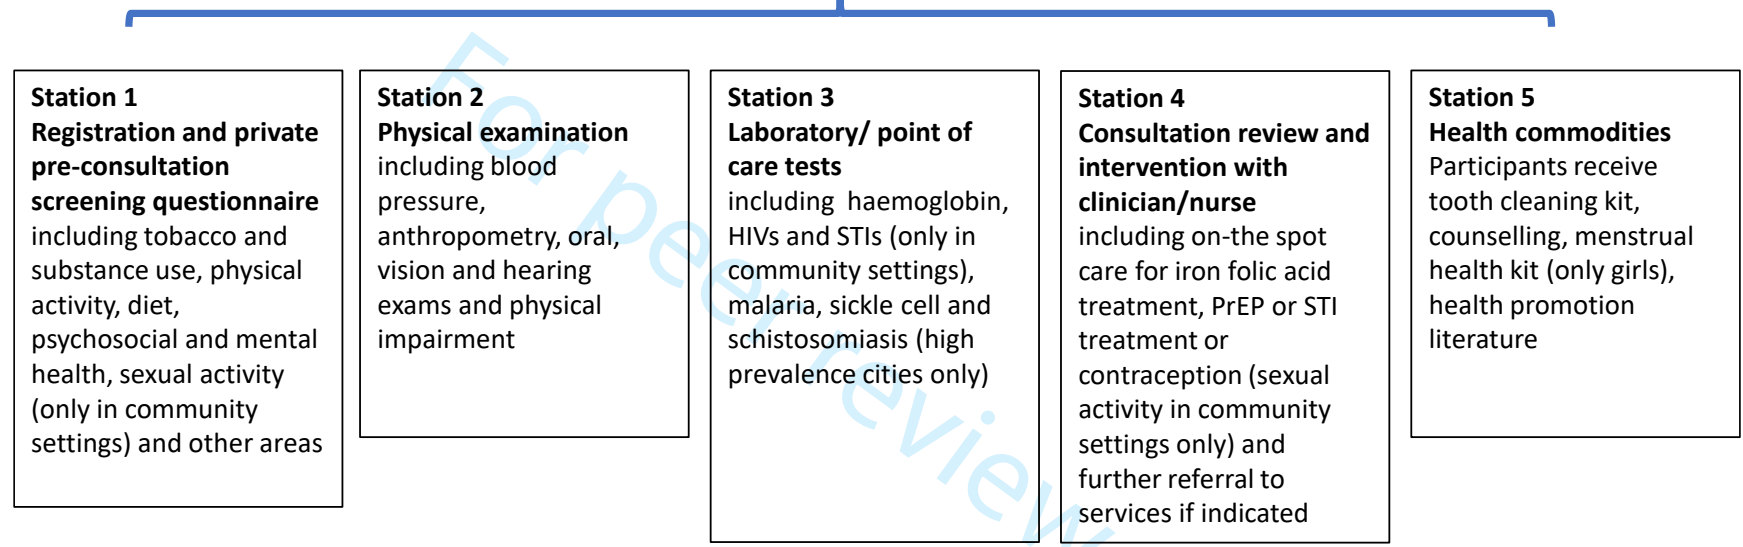 Station 1
Registration and private
pre-consultation
screening questionnaire
including tobacco and
substance use, physical
activity, diet,
psychosocial and mental
health, sexual activity
(only in community
settings) and other areas
Station 2
Physical examination
including blood
pressure,
anthropometry, oral,
vision and hearing
exams and physical
impairment
Station 3
Laboratory/ point of
care tests
including  haemoglobin,
HIVs and STIs (only in
community settings),
malaria, sickle cell and
schistosomiasis (high
prevalence cities only)
Station 4
Consultation review and
intervention with
clinician/nurse
including on-the spot
care for iron folic acid
treatment, PrEP or STI
treatment or
contraception (sexual
activity in community
settings only) and
further referral to
services if indicated
Station 5
Health commodities
Participants receive
tooth cleaning kit,
counselling, menstrual
health kit (only girls),
health promotion
literature
For peer review